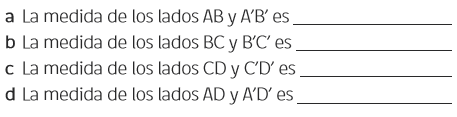 a La medida de los lados AB y A’B’ es
b La medida de los lados BC y B’C’ es
c La medida de los lados CD y C’D’ es
d La medida de los lados AD y A’D’ es